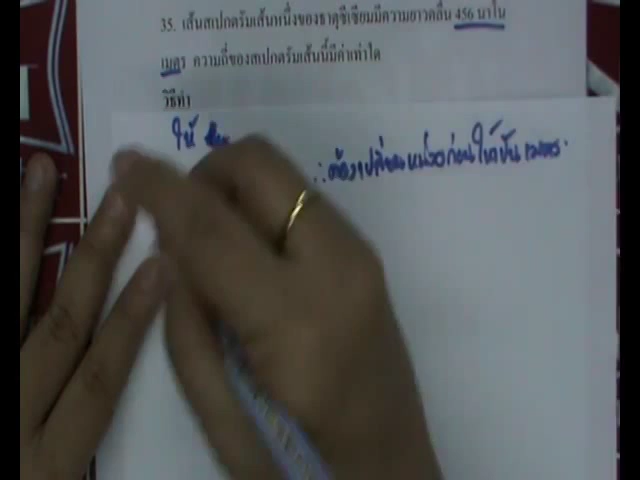 35. เส้นสเปกตรัมเส้นหนึ่งของธาตุซีเซียมมีความยาวคลื่น 456 นาโน
เมตร ความถี่ของสเปกตรัมเส้นนี้มีค่าเท่าใด
วิธีทำ
ให้
∴ ต้องเปลี่ยนหน่วยก่อนให้เป็น เมตร